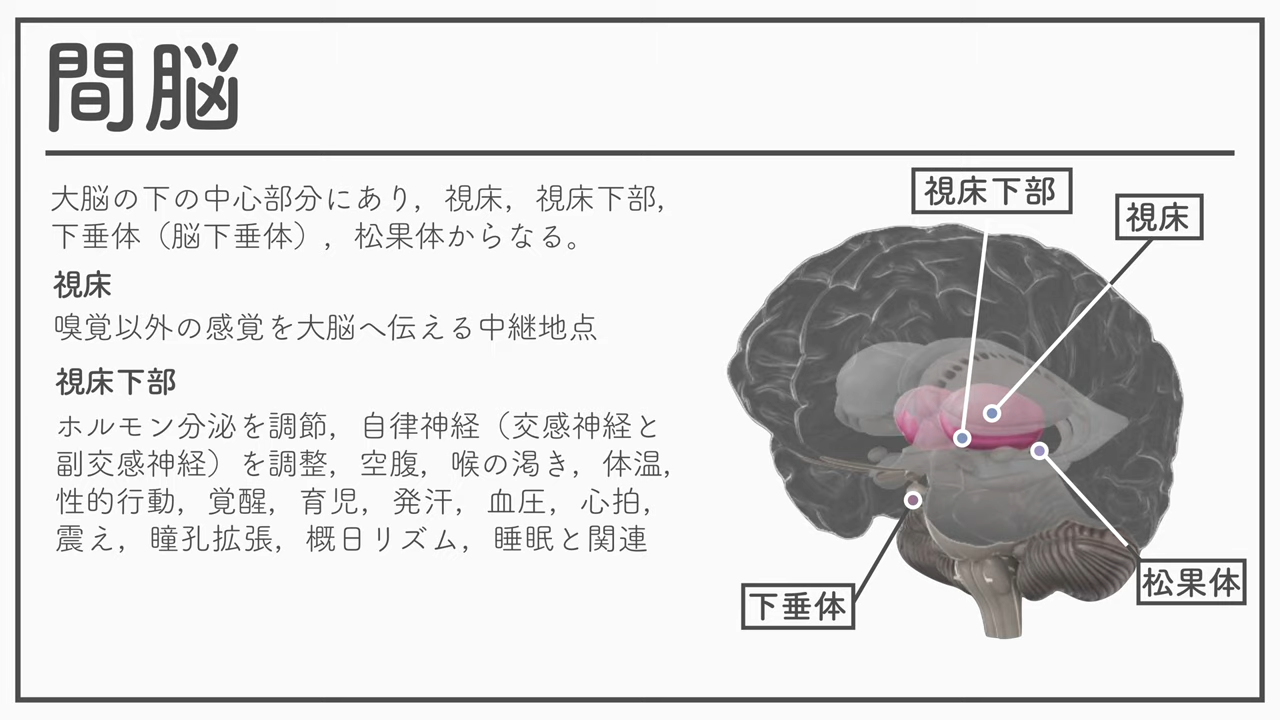 間脳
大脳の下の中心部分にあり，視床，視床下部，
下垂体（脳下垂体），松果体からなる。
視床
嗅覚以外の感覚を大脳へ伝える中継地点
視床下部
ホルモン分泌を調節，自律神経（交感神経と
副交感神経）を調整，空腹，喉の渇き，体温，
性的行動，覚醒，育児，発汗，血圧，心拍，
震え，瞳孔拡張，概日リズム，睡眠と関連
視床下部
視床
下垂体
松果体